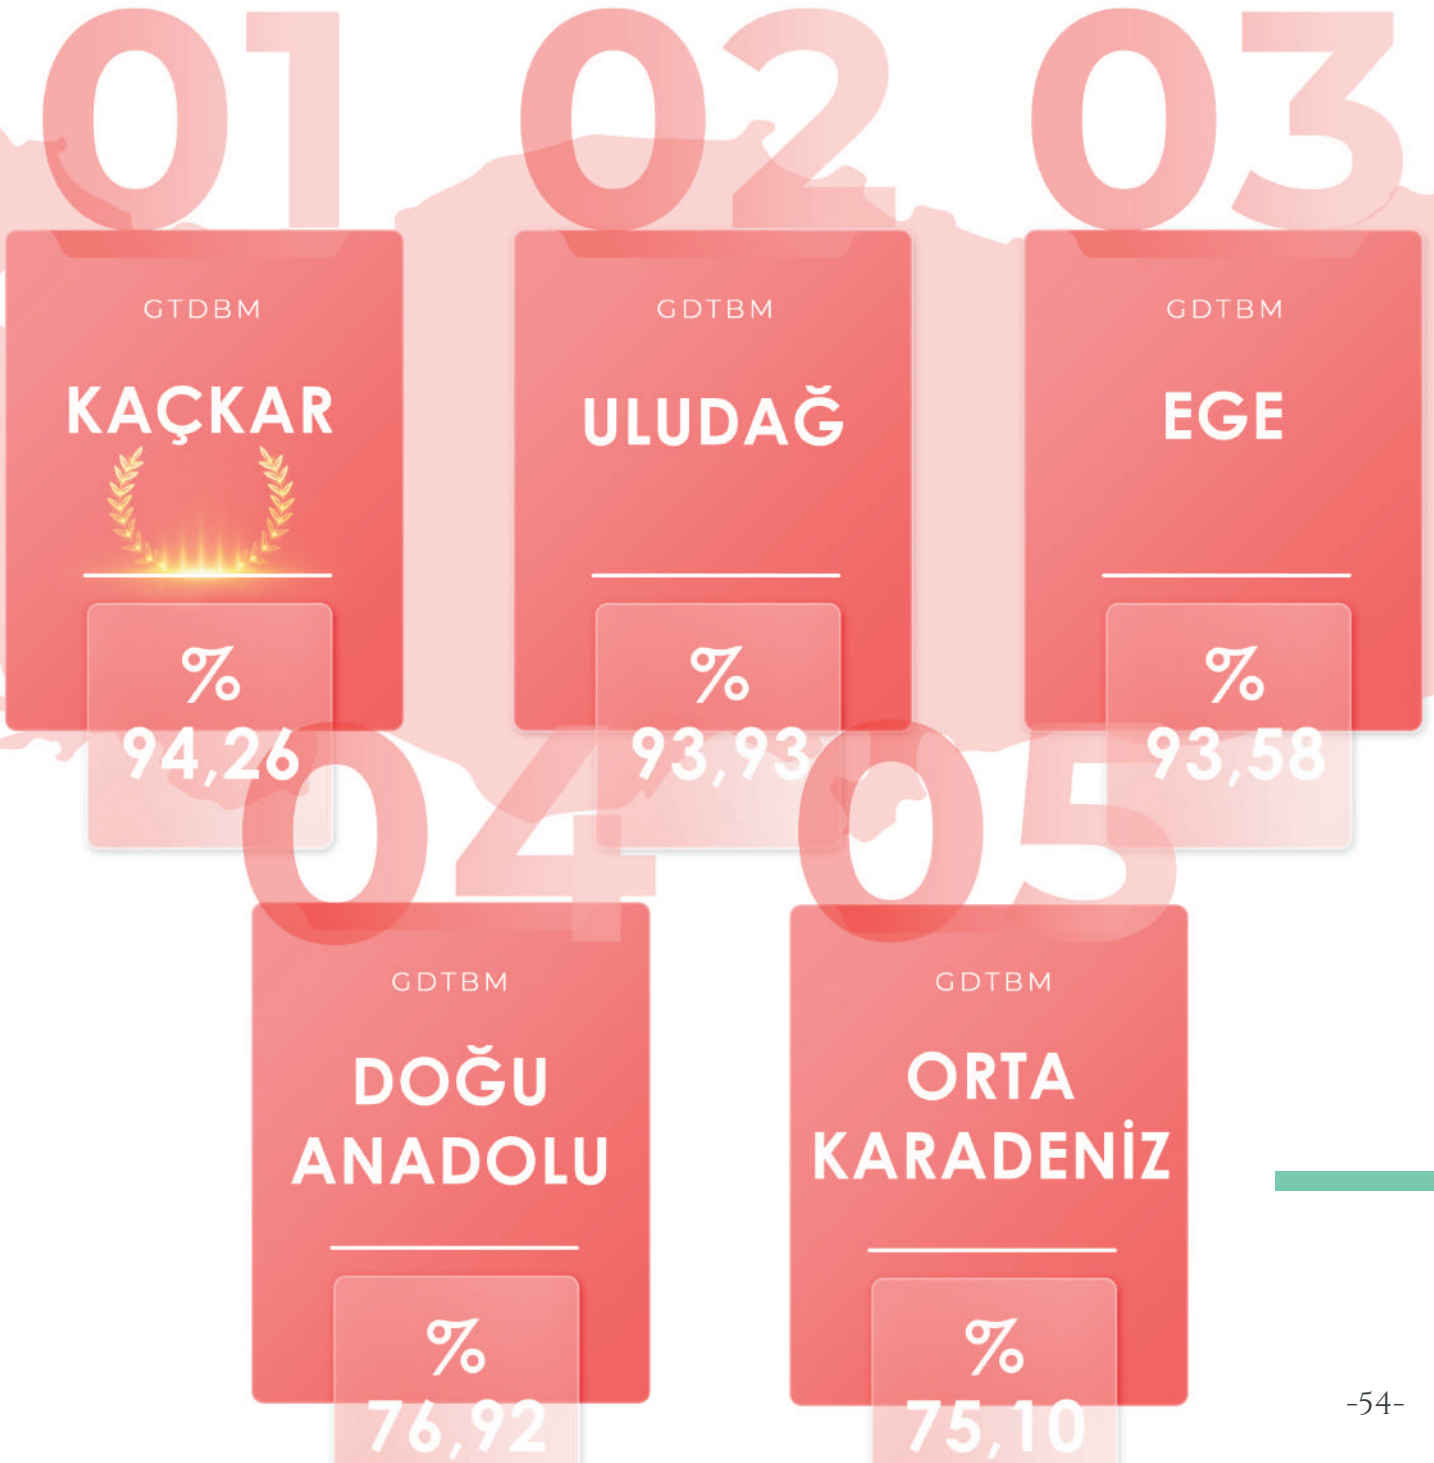 01
GTDBM
KAÇKAR
%
94,26
02
GDTBM
ULUDAĞ
%
93,93
03
GDTBM
EGE
%
93,58
04
GDTBM
DOĞU
ANADOLU
%
76,92
05
GDTBM
ORTA
KARADENİZ
%
75,10
-54-